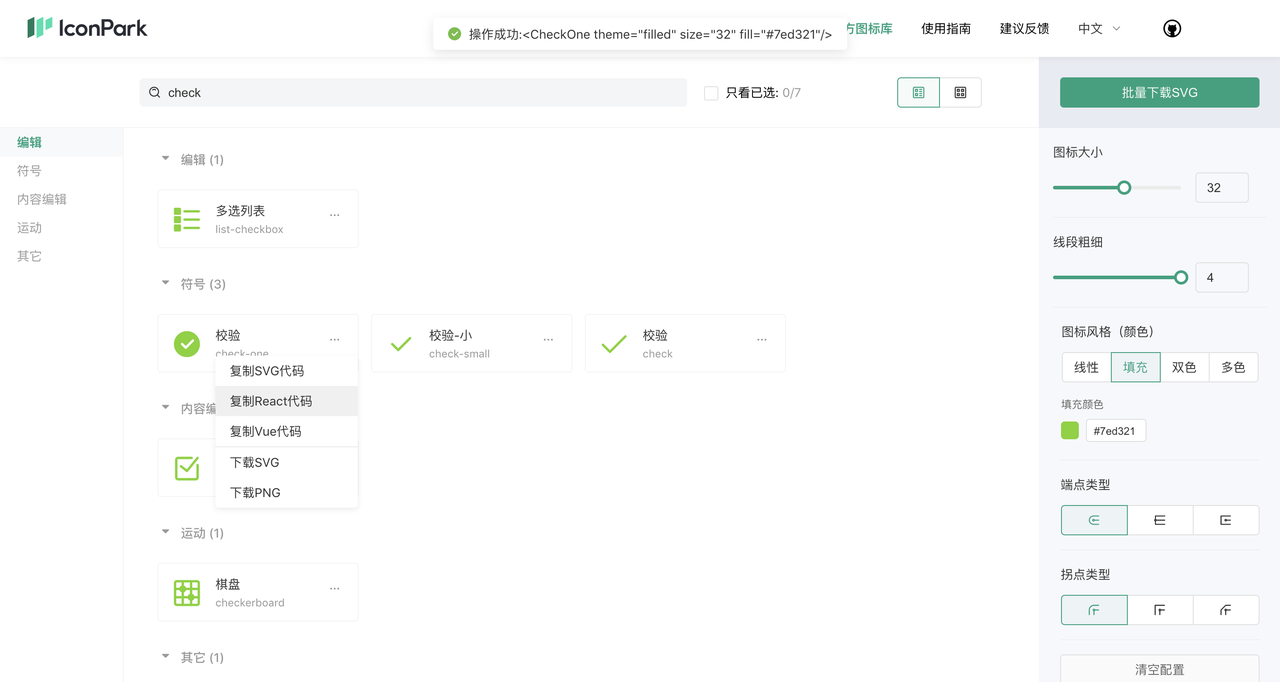 IconPark
操作成功:<CheckOne theme="filled" size="32" fill="#7ed321"/>
方图标库
使用指南
建议反馈
中文
check
只看已选: 0/7
批量下载SVG
编辑
符号
内容编辑
运动
其它
编辑 (1)
多选列表
list-checkbox
符号 (3)
校验
check-one
校验-小
check-small
校验
check
复制SVG代码
复制React代码
复制Vue代码
下载SVG
下载PNG
内容编
运动 (1)
棋盘
checkerboard
其它 (1)
图标大小
32
线段粗细
4
图标风格（颜色）
线性
填充
双色
多色
填充颜色
#7ed321
端点类型
拐点类型
清空配置